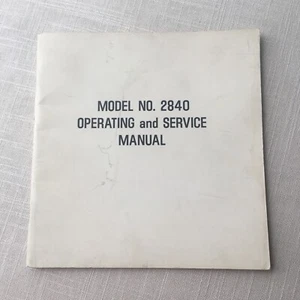 MODEL NO. 2840
OPERATING and SERVICE
MANUAL